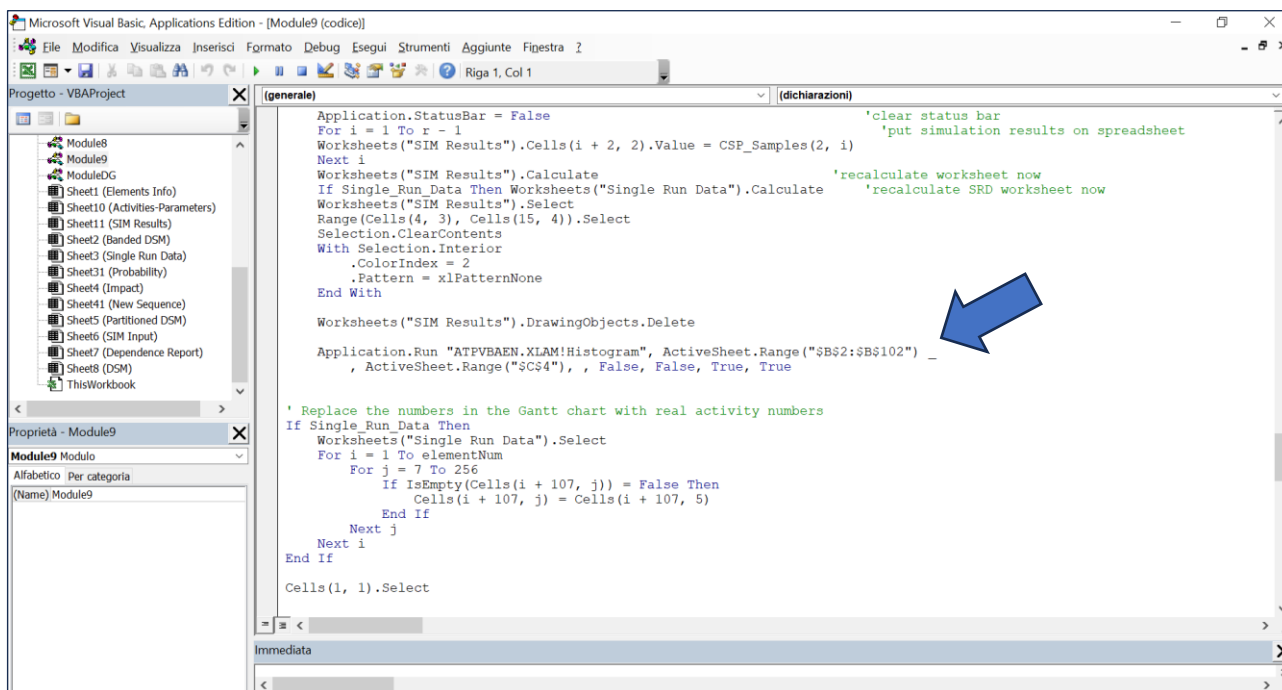 Microsoft Visual Basic, Applications Edition - [Module9 (codice)]
File Modifica Visualizza Inserisci Formato Debug Esegui Strumenti Aggiunte Finestra ?
Riga 1, Col 1
Progetto - VBAProject
Module8
Module9
ModuleDG
Sheet1 (Elements Info)
Sheet10 (Activities-Parameters)
Sheet11 (SIM Results)
Sheet2 (Banded DSM)
Sheet3 (Single Run Data)
Sheet31 (Probability)
Sheet4 (Impact)
Sheet41 (New Sequence)
Sheet5 (Partitioned DSM)
Sheet6 (SIM Input)
Sheet7 (Dependence Report)
Sheet8 (DSM)
ThisWorkbook
Proprietà - Module9
Module9 Modulo
Alfabetico Per categoria
(Name) Module9
(generale) (dichiarazioni)
Application.StatusBar = False 'clear status bar
For i = 1 To r - 1 'put simulation results on spreadsheet
Worksheets("SIM Results").Cells(i + 2, 2).Value = CSP_Samples(2, i)
Next i
Worksheets("SIM Results").Calculate 'recalculate worksheet now
If Single_Run_Data Then Worksheets("Single Run Data").Calculate 'recalculate SRD worksheet now
Worksheets("SIM Results").Select
Range(Cells(4, 3), Cells(15, 4)).Select
Selection.ClearContents
With Selection.Interior
.ColorIndex = 2
.Pattern = xlPatternNone
End With
Worksheets("SIM Results").DrawingObjects.Delete
Application.Run "ATPVBAEN.XLAM!Histogram", ActiveSheet.Range("$B$2:$B$102") _
, ActiveSheet.Range("$C$4"), , False, False, True, True
' Replace the numbers in the Gantt chart with real activity numbers
If Single_Run_Data Then
Worksheets("Single Run Data").Select
For i = 1 To elementNum
For j = 7 To 256
If IsEmpty(Cells(i + 107, j)) = False Then
Cells(i + 107, j) = Cells(i + 107, 5)
End If
Next j
Next i
End If
Cells(1, 1).Select
Immediata